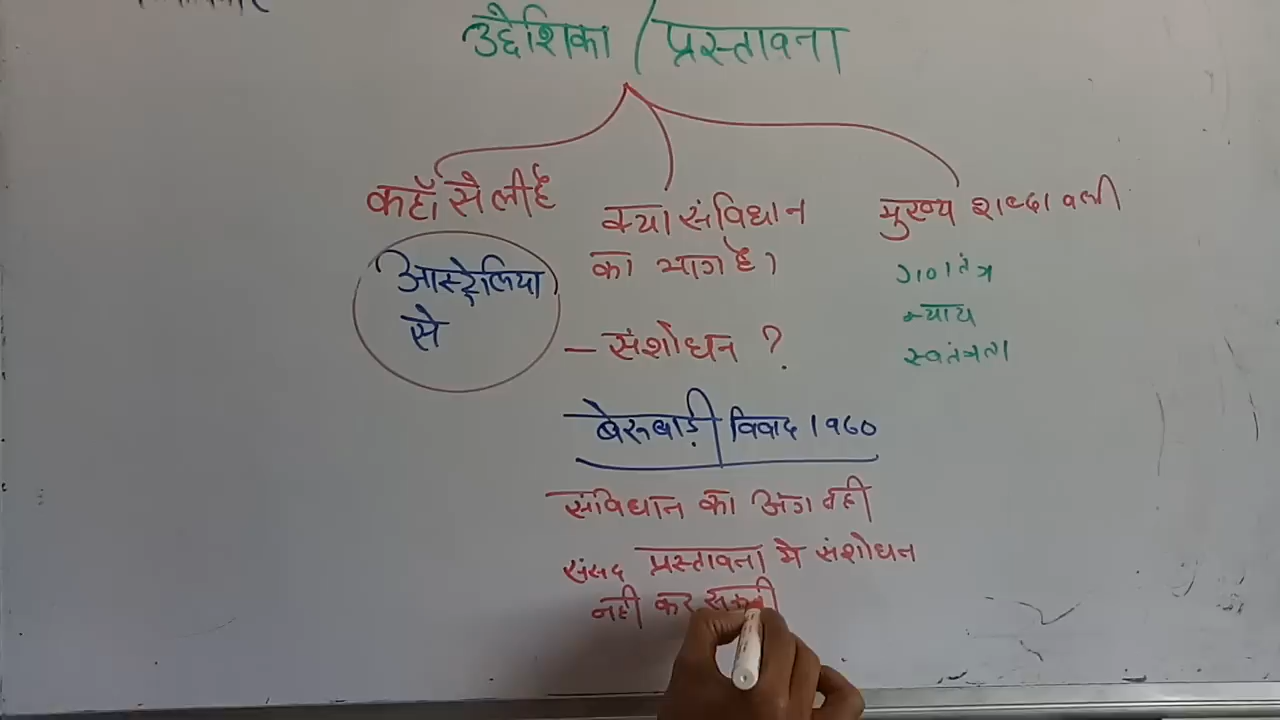 उद्देशिका / प्रस्तावना
कहाँ से ली है
आस्ट्रेलिया
से
क्या संविधान
का भाग है?
– संशोधन ?
मुख्य शब्दावली
गणतंत्र
न्याय
स्वतंत्रता
बेरूबाड़ी विवाद 1960
संविधान का अंग नही
संसद प्रस्तावना मे संशोधन
नही कर सकती